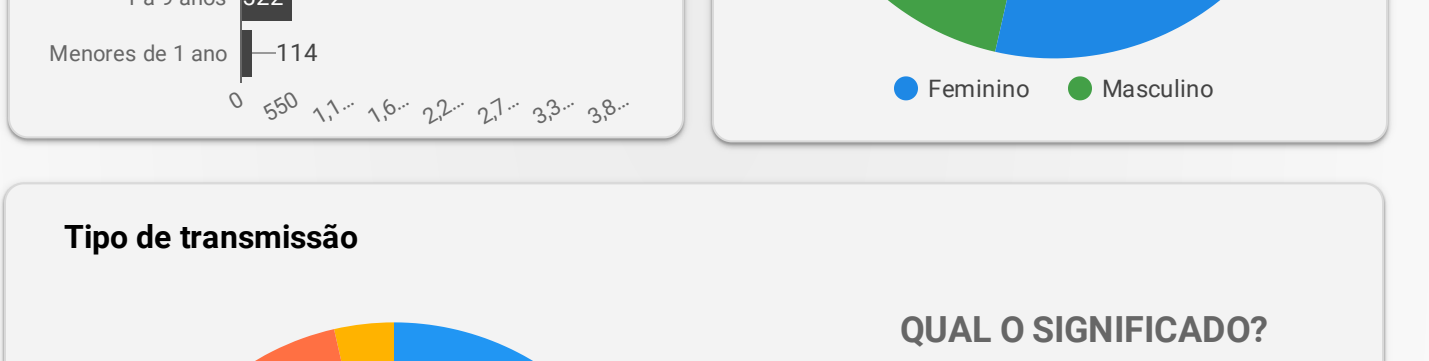 Menores de 1 ano 114
0 550 1,1... 1,6... 2,2... 2,7... 3,3... 3,8...
Feminino Masculino
Tipo de transmissão
QUAL O SIGNIFICADO?